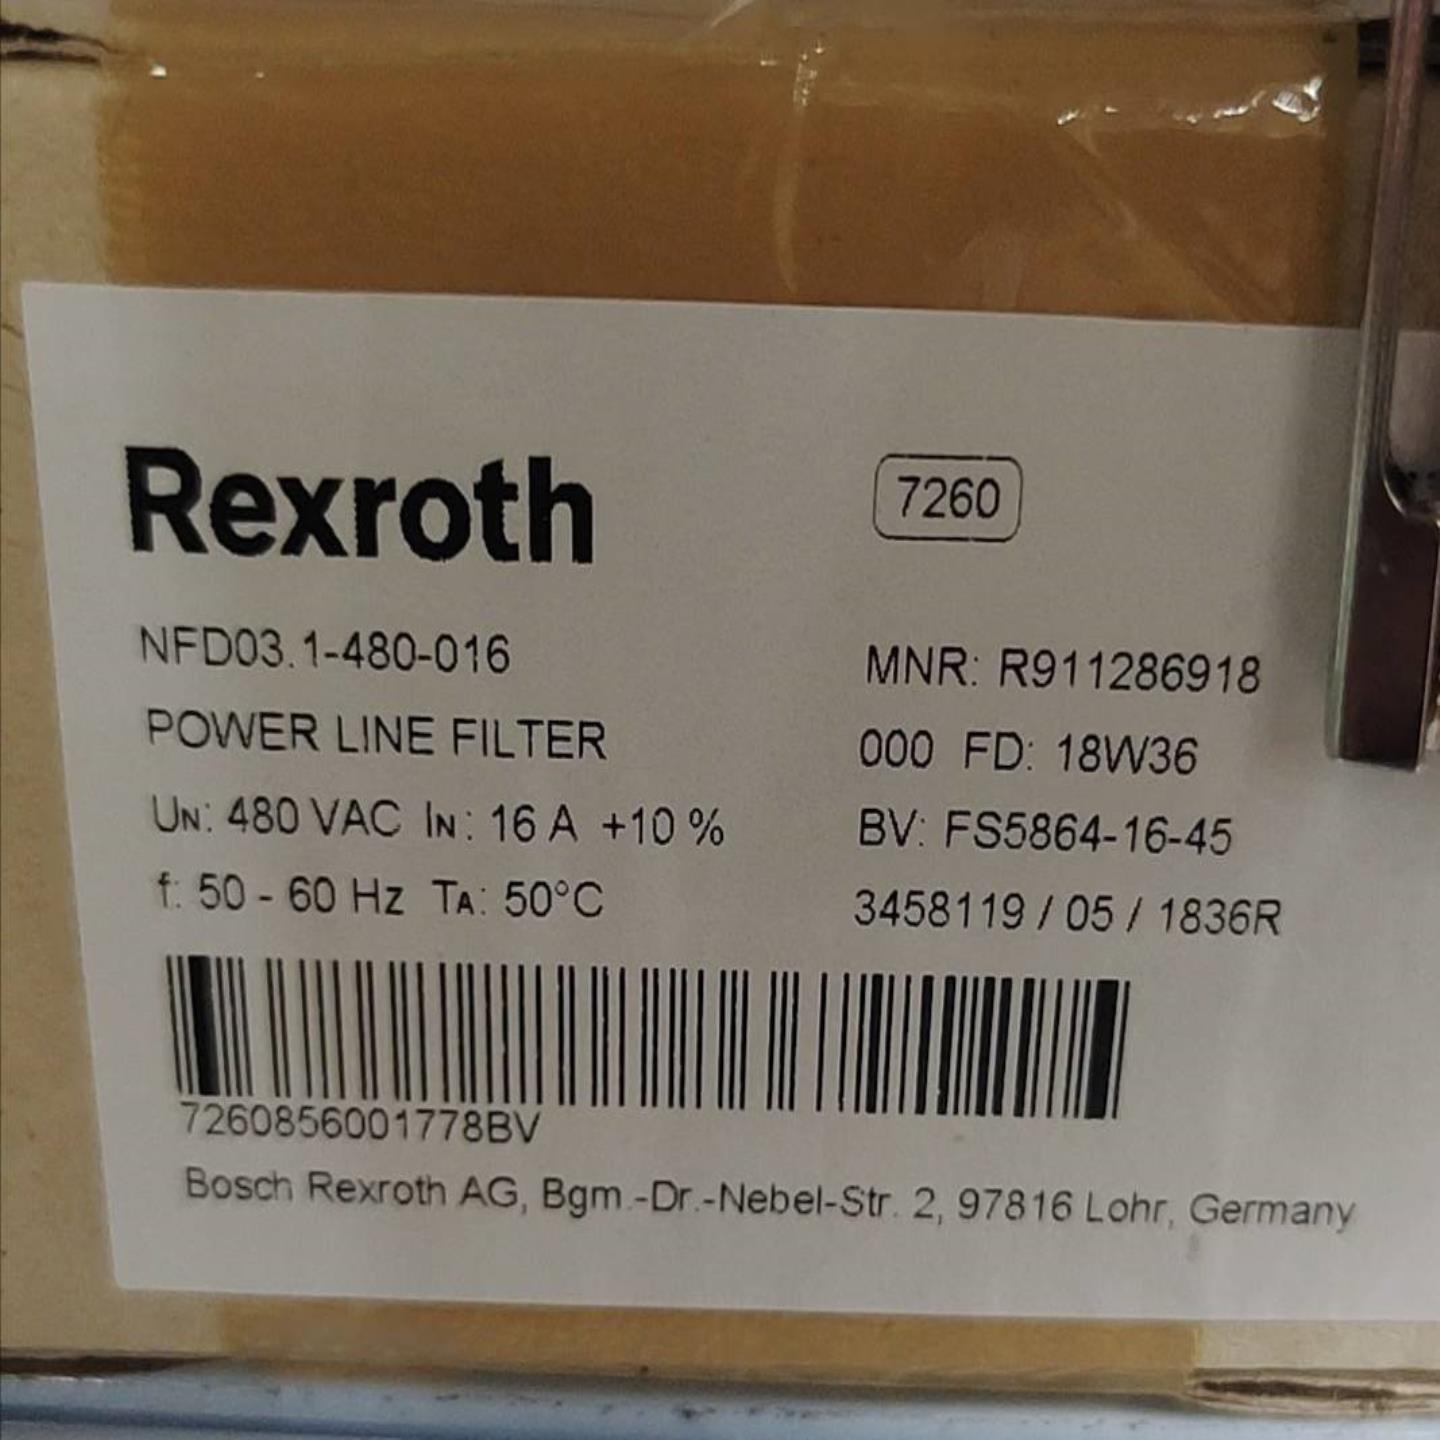 Rexroth
7260
NFD03.1-480-016
MNR: R911286918
POWER LINE FILTER
000 FD: 18W36
UN: 480 VAC IN: 16 A +10 %
BV: FS5864-16-45
f: 50 - 60 Hz TA: 50°C
3458119 / 05 / 1836R
7260856001778BV
Bosch Rexroth AG, Bgm.-Dr.-Nebel-Str. 2, 97816 Lohr, Germany